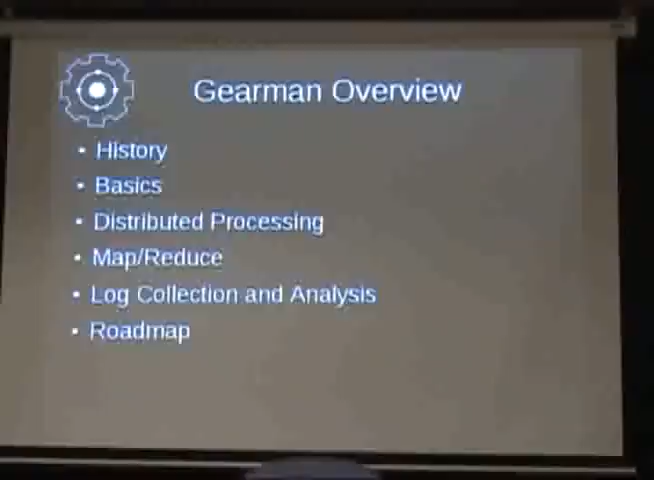 Gearman Overview
• History
• Basics
• Distributed Processing
• Map/Reduce
• Log Collection and Analysis
• Roadmap